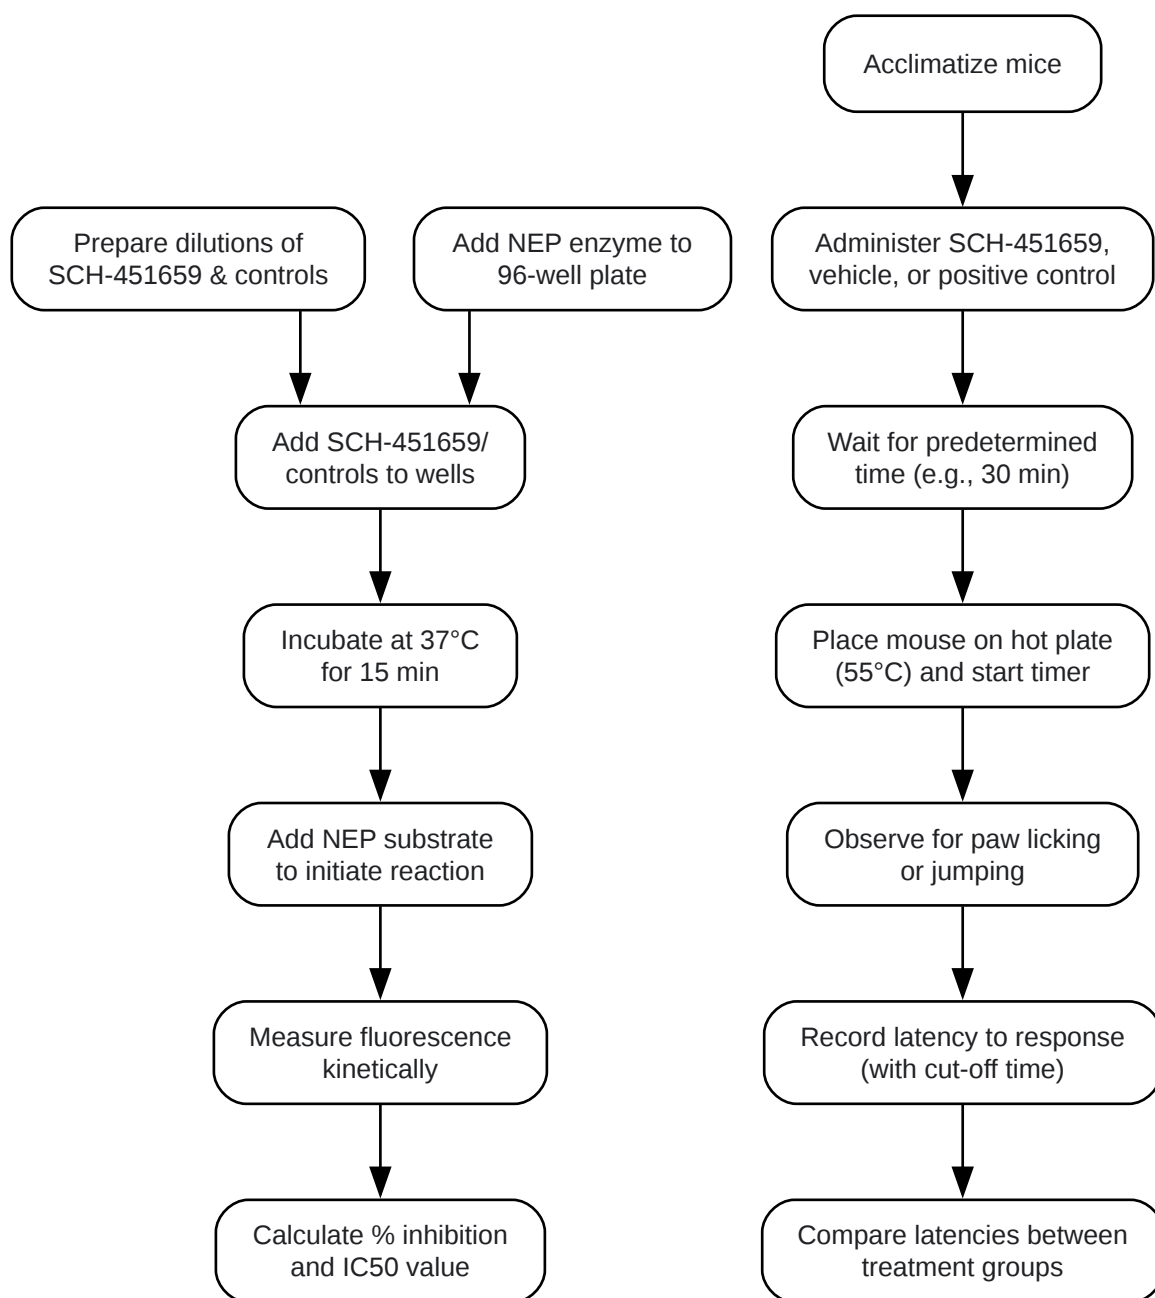 Prepare dilutions of
SCH-451659 & controls
Add NEP enzyme to
96-well plate
Add SCH-451659/
controls to wells
Incubate at 37°C
for 15 min
Add NEP substrate
to initiate reaction
Measure fluorescence
kinetically
Calculate % inhibition
and IC50 value
Acclimatize mice
Administer SCH-451659,
vehicle, or positive control
Wait for predetermined
time (e.g., 30 min)
Place mouse on hot plate
(55°C) and start timer
Observe for paw licking
or jumping
Record latency to response
(with cut-off time)
Compare latencies between
treatment groups